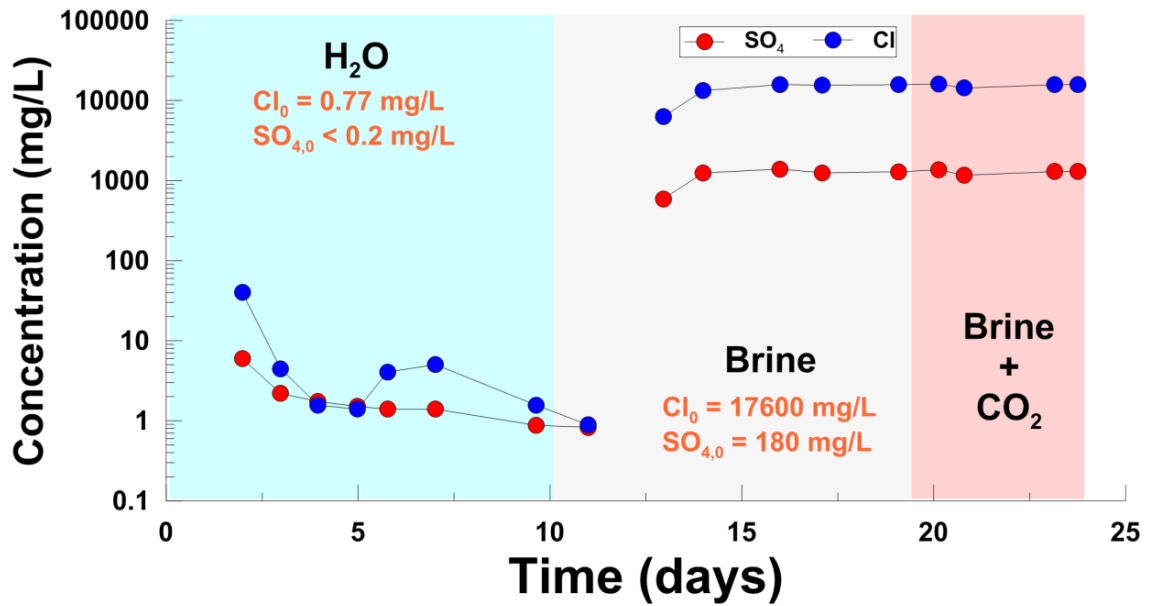 Concentration (mg/L)
100000
10000
1000
100
10
1
0.1
H₂O
Cl₀ = 0.77 mg/L
SO₄,₀ < 0.2 mg/L
SO₄ Cl
Brine
Cl₀ = 17600 mg/L
SO₄,₀ = 180 mg/L
Brine
+
CO₂
0 5 10 15 20 25
Time (days)